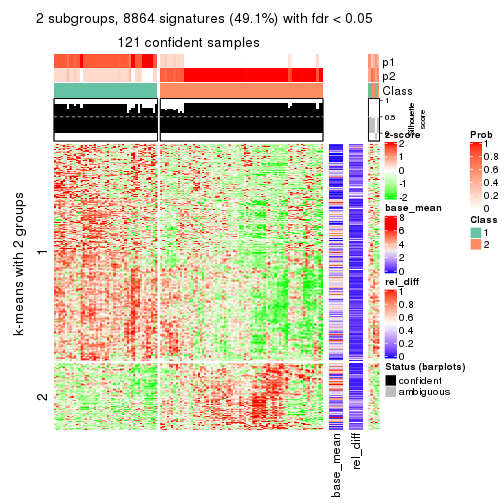 2 subgroups, 8864 signatures (49.1%) with fdr < 0.05
121 confident samples
p1
p2
Class
1
0.5
0
Silhouette
score
k-means with 2 groups
1
2
base_mean
rel_diff
z-score
2
1
0
-1
-2
base_mean
8
6
4
2
0
rel_diff
1
0.8
0.6
0.4
0.2
0
Status (barplots)
confident
ambiguous
Prob
1
0.8
0.6
0.4
0.2
0
Class
1
2